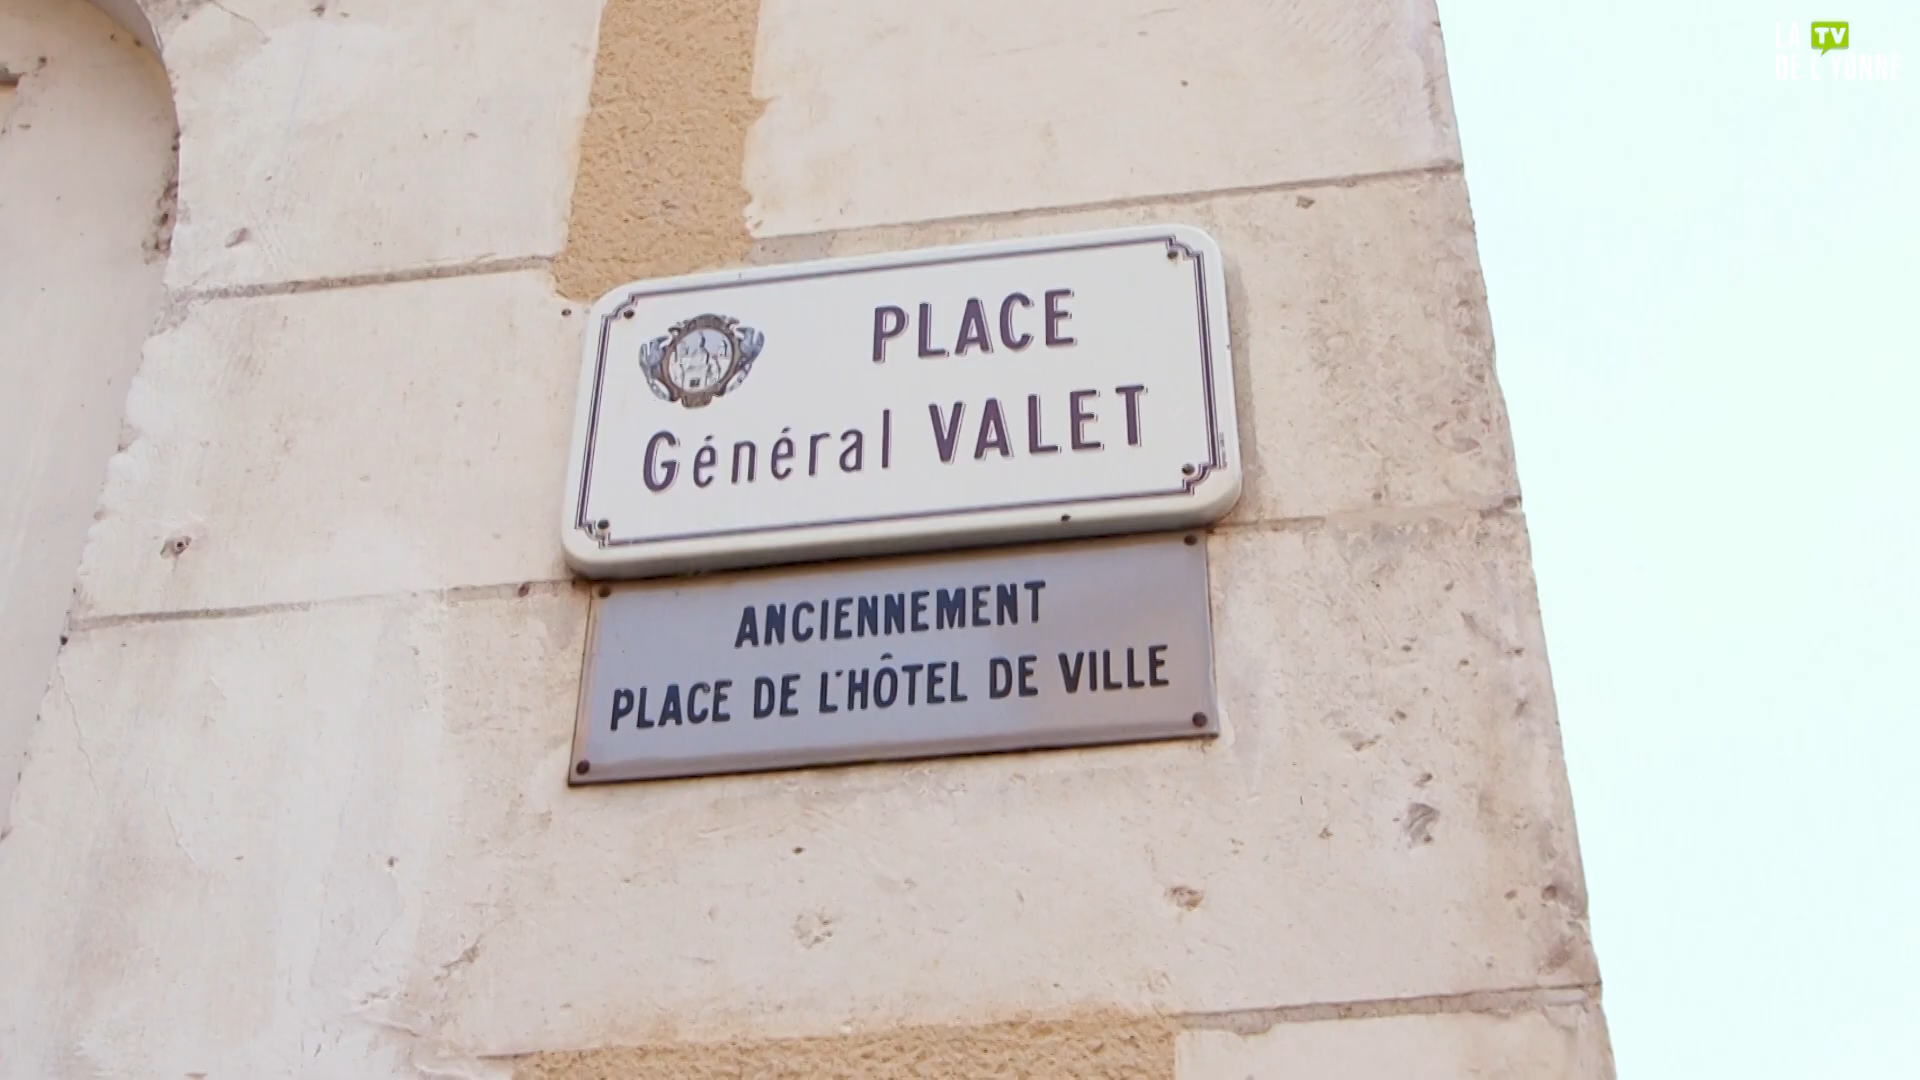 LA TV
DE L'YONNE
PLACE
Général VALET
ANCIENNEMENT
PLACE DE L'HÔTEL DE VILLE